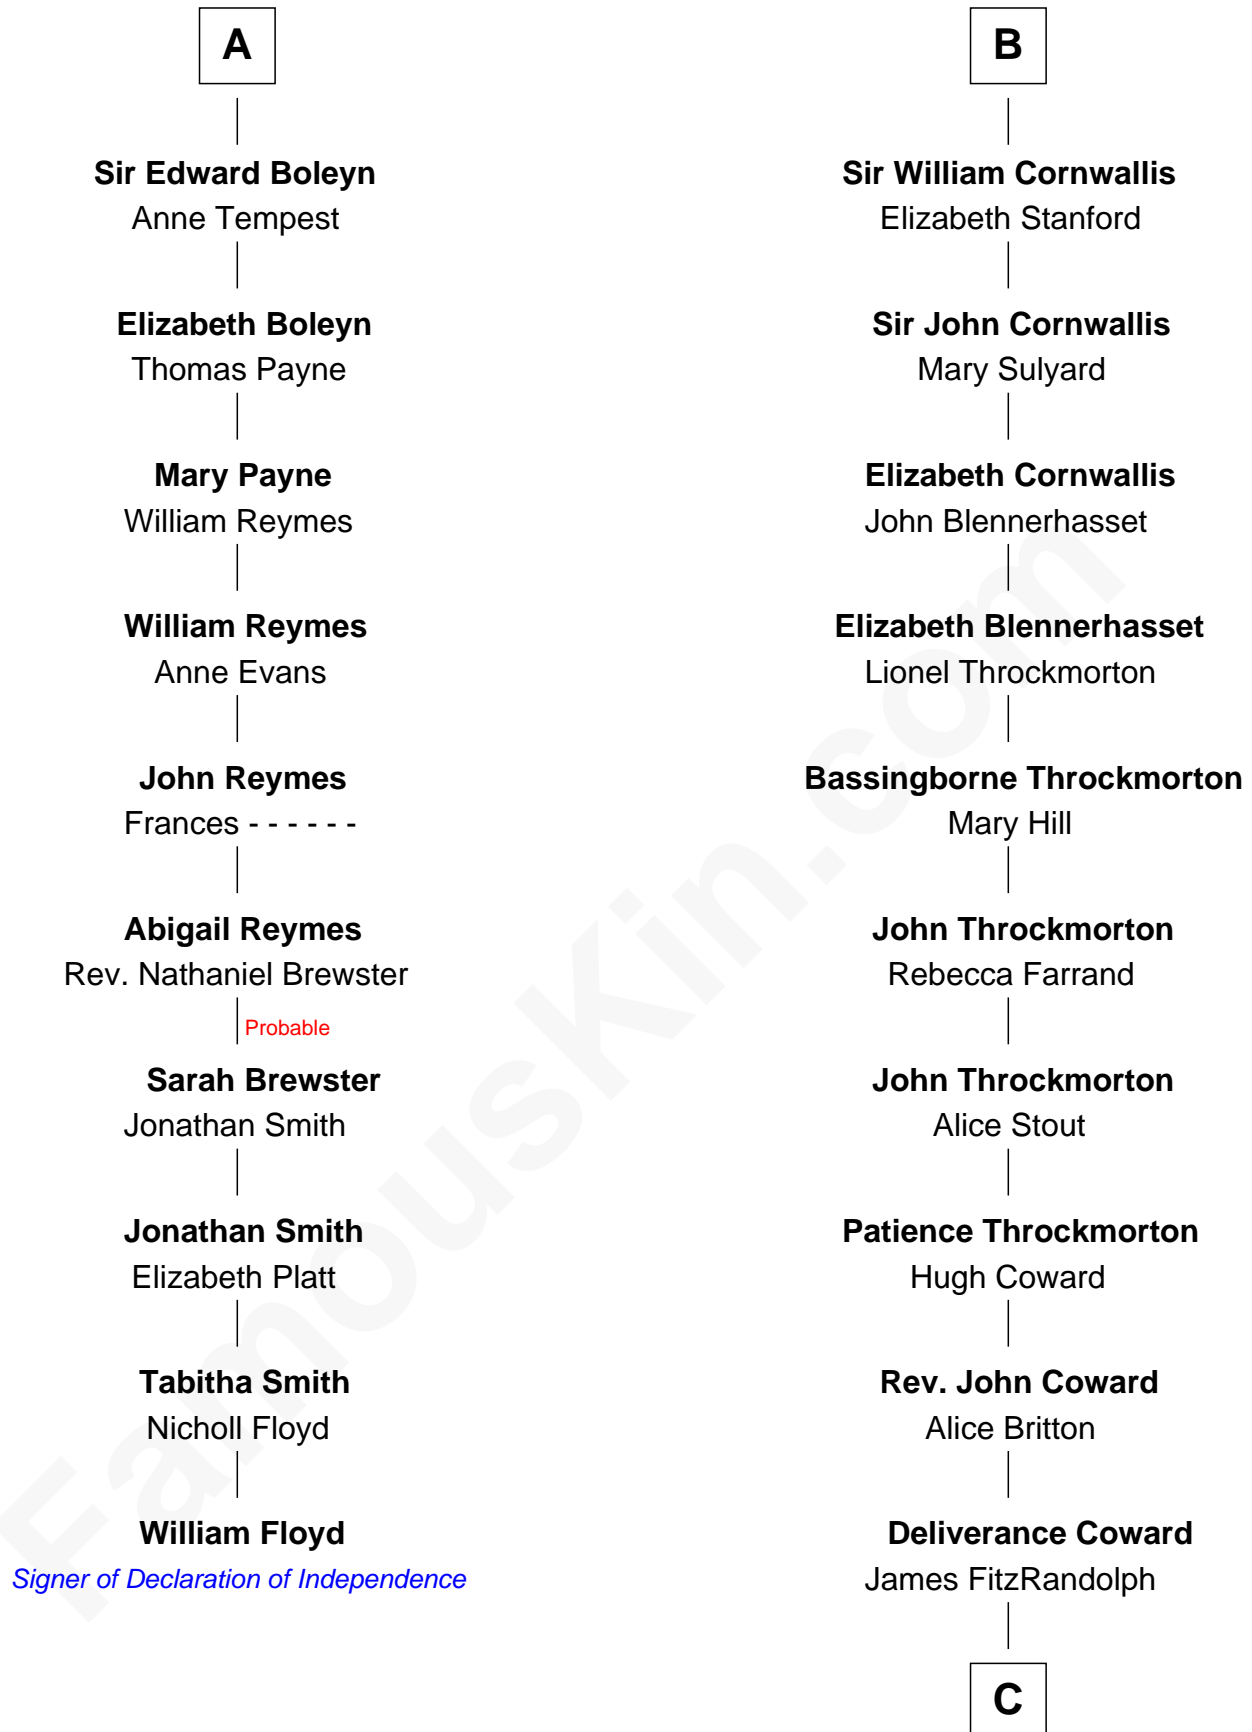 A
Sir Edward Boleyn
Anne Tempest
Elizabeth Boleyn
Thomas Payne
Mary Payne
William Reymes
William Reymes
Anne Evans
John Reymes
Frances - - - - - -
Abigail Reymes
Rev. Nathaniel Brewster
Probable
Sarah Brewster
Jonathan Smith
Jonathan Smith
Elizabeth Platt
Tabitha Smith
Nicholl Floyd
William Floyd
Signer of Declaration of Independence
B
Sir William Cornwallis
Elizabeth Stanford
Sir John Cornwallis
Mary Sulyard
Elizabeth Cornwallis
John Blennerhasset
Elizabeth Blennerhasset
Lionel Throckmorton
Bassingborne Throckmorton
Mary Hill
John Throckmorton
Rebecca Farrand
John Throckmorton
Alice Stout
Patience Throckmorton
Hugh Coward
Rev. John Coward
Alice Britton
Deliverance Coward
James FitzRandolph
C
FamousKin.com